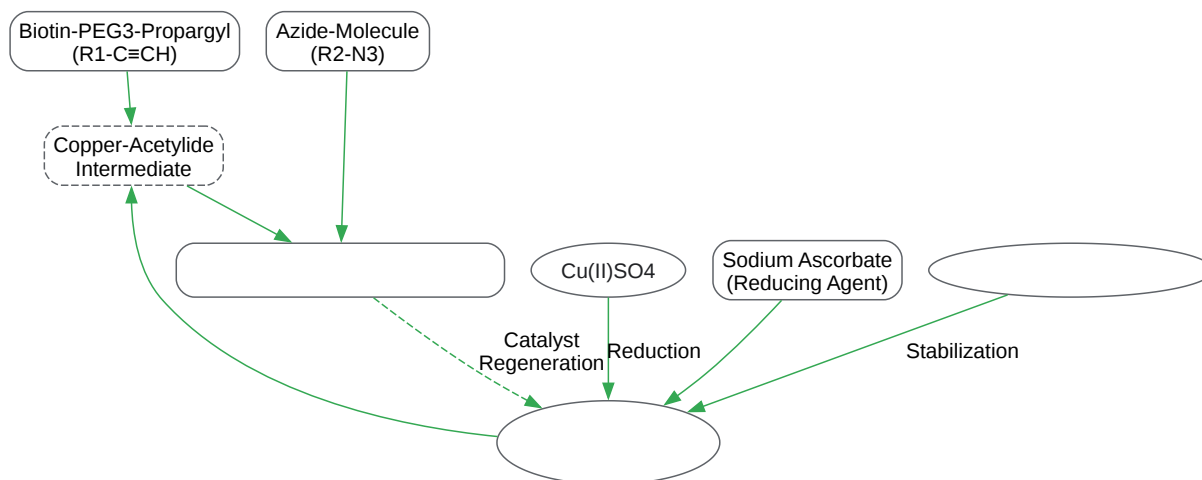 Biotin-PEG3-Propargyl
(R1-C≡CH)
Azide-Molecule
(R2-N3)
Copper-Acetylide
Intermediate
Cu(II)SO4
Sodium Ascorbate
(Reducing Agent)
Catalyst
Regeneration
Reduction
Stabilization